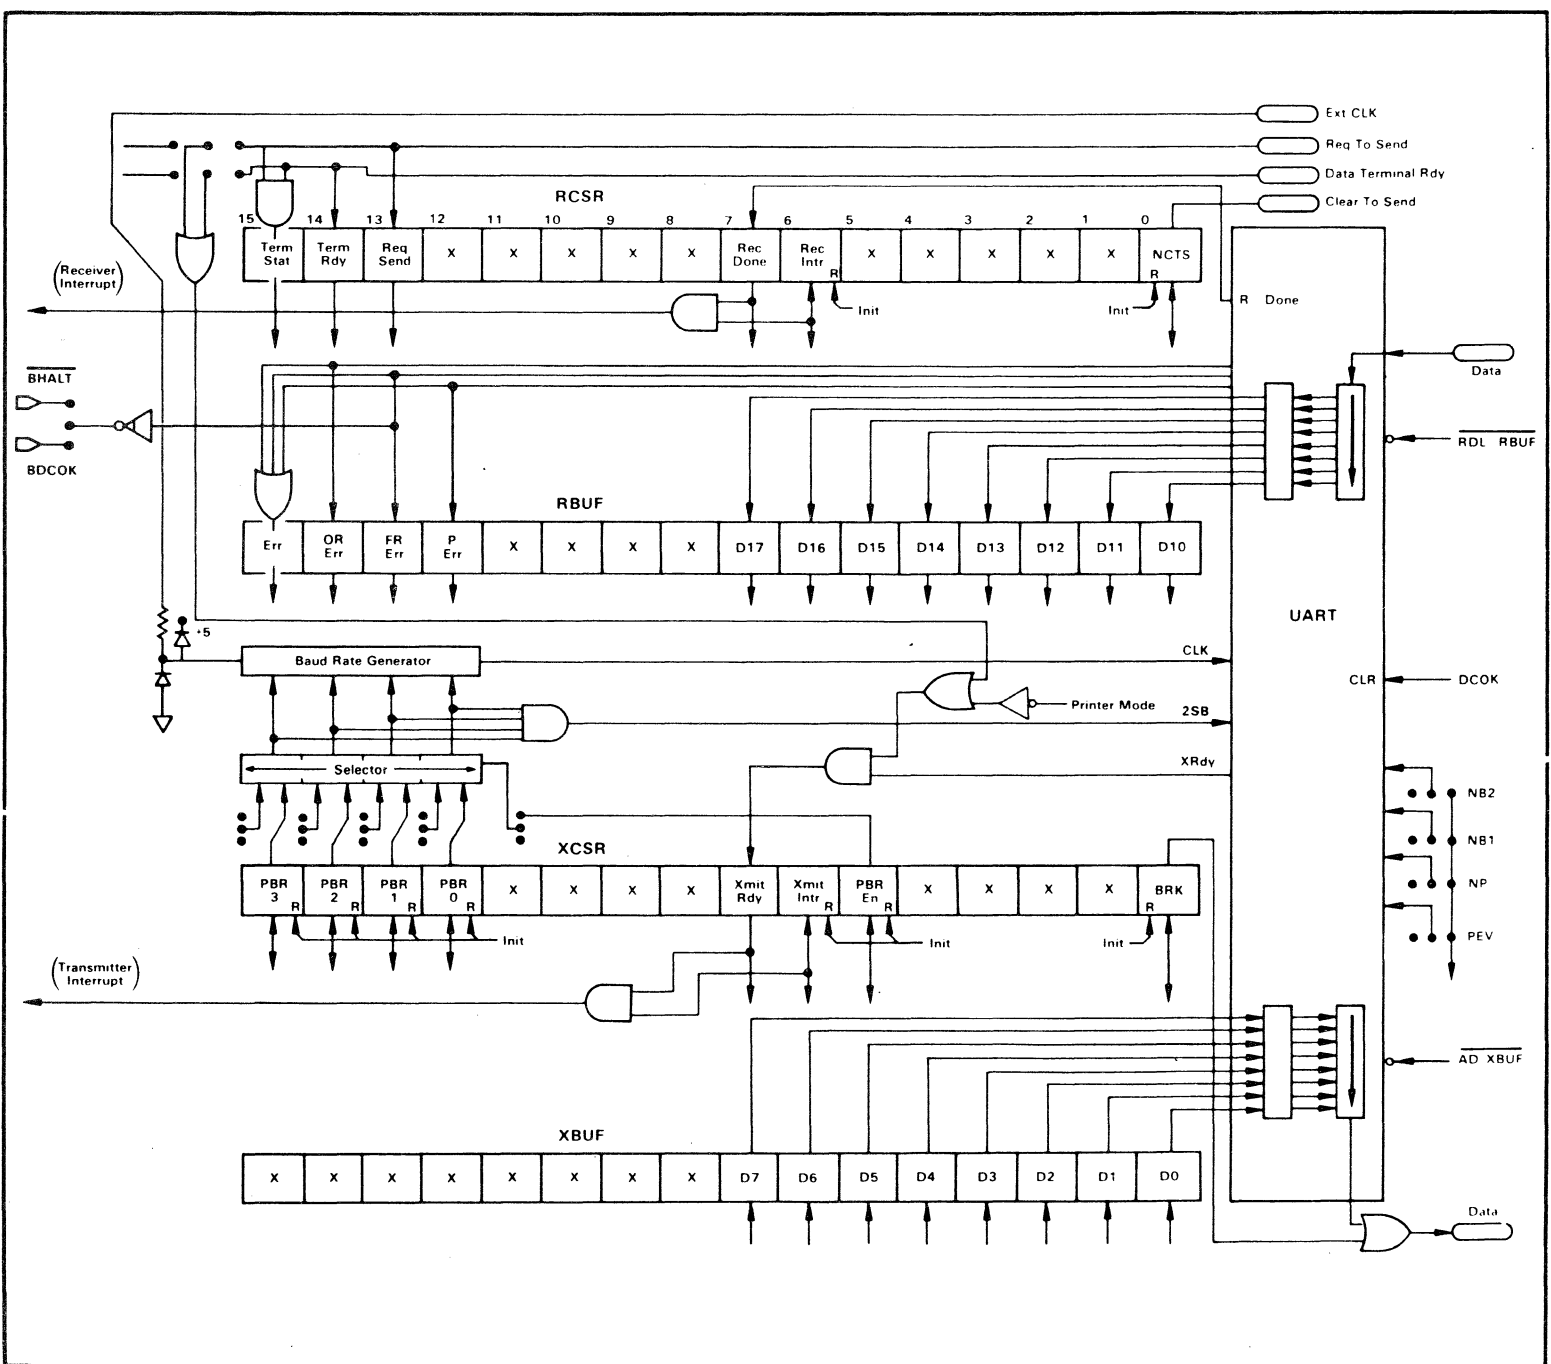 Ext CLK
Req To Send
Data Terminal Rdy
Clear To Send
RCSR
15 14 13 12 11 10 9 8 7 6 5 4 3 2 1 0
Term Stat
Term Rdy
Req Send
X X X X X
Rec Done
Rec Intr
R
X X X X X
NCTS
R
Init
Init
(Receiver Interrupt)
R Done
BHALT
BDCOK
Data
RDL RBUF
RBUF
Err
OR Err
FR Err
P Err
X X X X
D17 D16 D15 D14 D13 D12 D11 D10
UART
+5
Baud Rate Generator
CLK
CLR
DCOK
Printer Mode
2SB
Selector
XRdy
NB2
NB1
NP
PEV
XCSR
PBR 3 R
PBR 2 R
PBR 1 R
PBR 0 R
X X X X
Xmit Rdy
Xmit Intr R
PBR En R
X X X X
BRK
R
Init
Init
Init
(Transmitter Interrupt)
AD XBUF
XBUF
X X X X X X X X D7 D6 D5 D4 D3 D2 D1 D0
Data